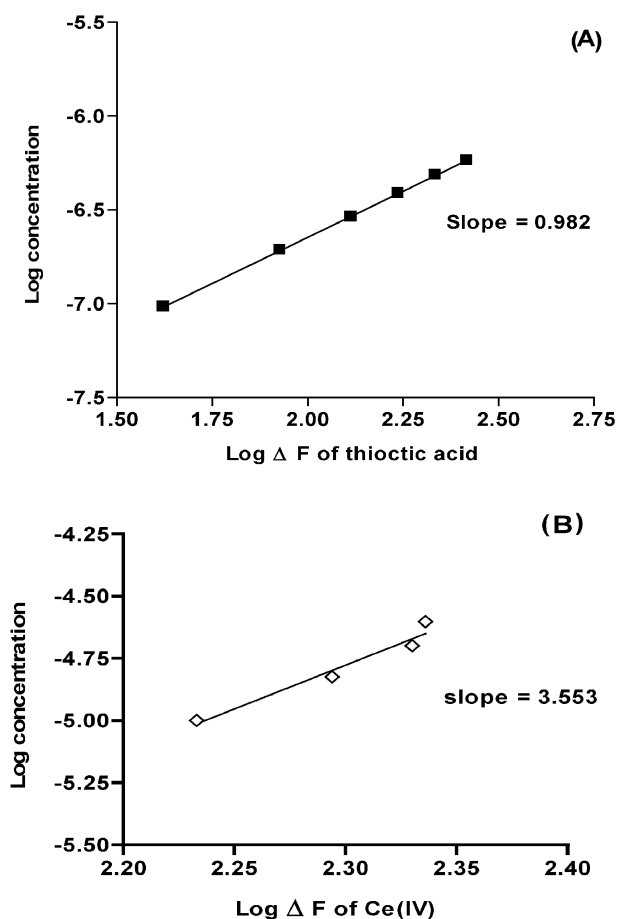 (A)
-5.5
-6.0
-6.5
-7.0
-7.5
Log concentration
Slope = 0.982
1.50 1.75 2.00 2.25 2.50 2.75
Log Δ F of thioctic acid
(B)
-4.25
-4.50
-4.75
-5.00
-5.25
-5.50
Log concentration
slope = 3.553
2.20 2.25 2.30 2.35 2.40
Log Δ F of Ce(IV)